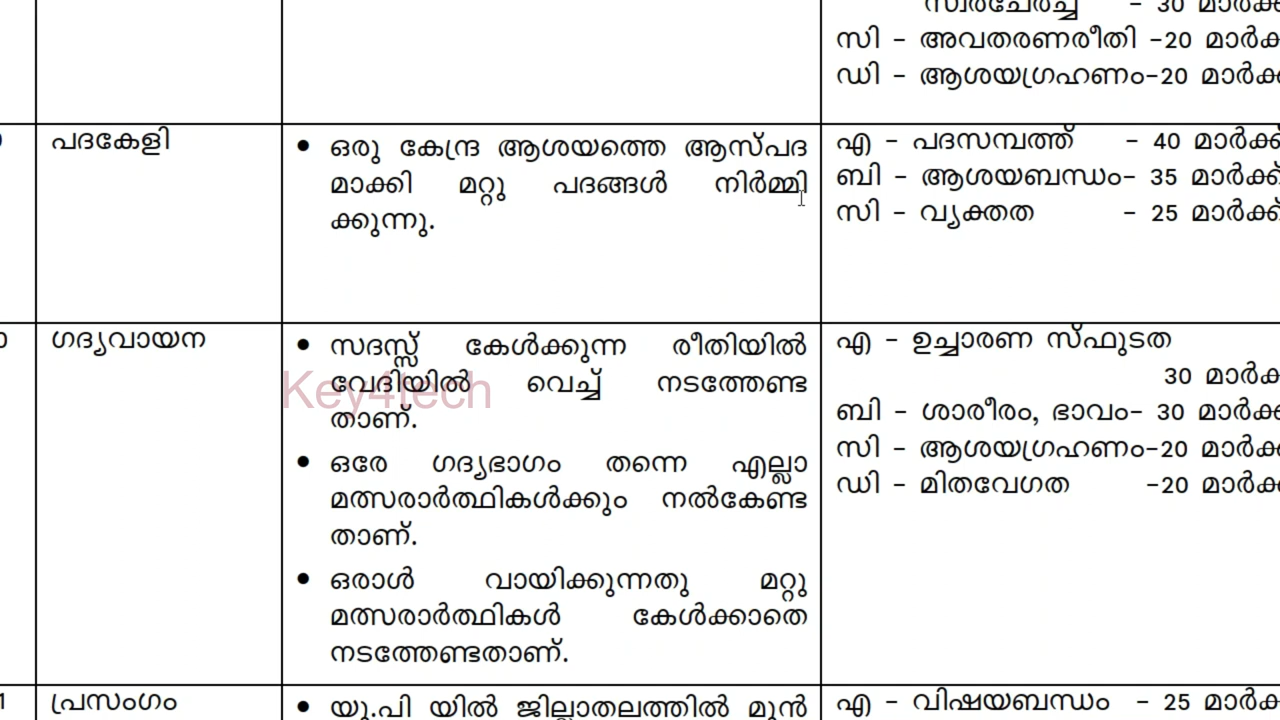 സി - അവതരണരീതി -20 മാർക്ക
ഡി - ആശയഗ്രഹണം-20 മാർക്ക
പദകേളി
ഒരു കേന്ദ്ര ആശയത്തെ ആസ്പദ
മാക്കി മറ്റു പദങ്ങൾ നിർമ്മി
ക്കുന്നു.
എ - പദസമ്പത്ത് - 40 മാർക്ക്
ബി - ആശയബന്ധം- 35 മാർക്ക്
സി - വ്യക്തത - 25 മാർക്ക്
ഗദ്യവായന
സദസ്സ് കേൾക്കുന്ന രീതിയിൽ
വേദിയിൽ വെച്ച് നടത്തേണ്ട
താണ്.
ഒരേ ഗദ്യഭാഗം തന്നെ എല്ലാ
മത്സരാർത്ഥികൾക്കും നൽകേണ്ട
താണ്.
ഒരാൾ വായിക്കുന്നതു മറ്റു
മത്സരാർത്ഥികൾ കേൾക്കാതെ
നടത്തേണ്ടതാണ്.
എ - ഉച്ചാരണ സ്ഫുടത
30 മാർക്ക
ബി - ശാരീരം, ഭാവം- 30 മാർക്ക
സി - ആശയഗ്രഹണം-20 മാർക്ക
ഡി - മിതവേഗത -20 മാർക്ക
Key4tech
പ്രസംഗം
യു.പി യിൽ ജില്ലാതലത്തിൽ മുൻ
എ - വിഷയബന്ധം - 25 മാർക്ക